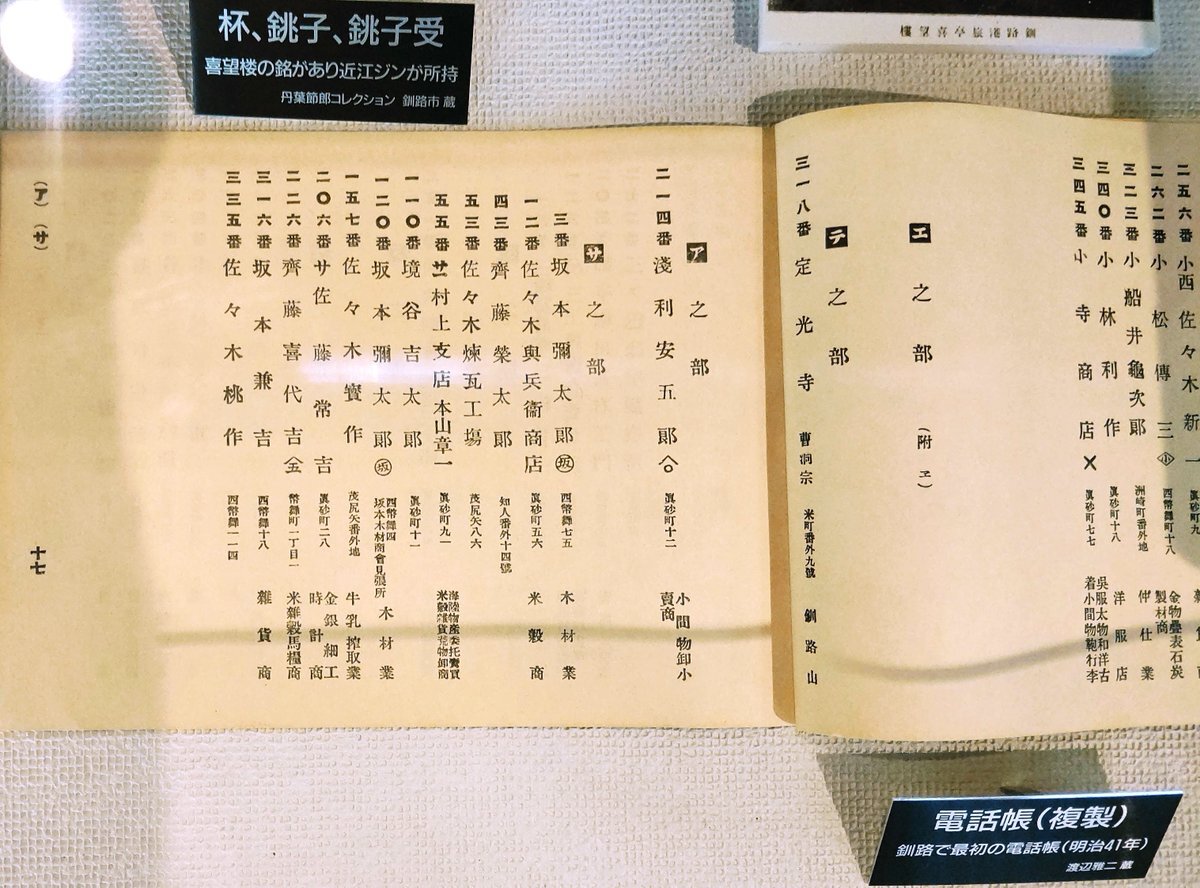 杯、銚子、銚子受
喜望楼の銘があり近江ジンが所持
丹葉節郎コレクション 釧路市 蔵
二五六番 小西佐々木新一 眞砂町九
二六二番 小松傳三 小 西幣舞町十八 金物疊表石炭製材商
三二三番 小船井龜次郎 洲崎町番外地 仲仕業
三四〇番 小林利作 眞砂町十八 洋服店
三四五番 小寺商店 眞砂町七七 呉服太物和洋古着小間物鞄行李
エ之部 (附ヱ)
テ之部
三一八番 定光寺 曹洞宗 米町番外九號 釧路山
ア之部
二一四番 淺利安五郎 眞砂町十二 小間物卸小賣商
サ之部
三番 坂本彌太郎 坂 西幣舞七五 木材業
一二番 佐々木與兵衞商店 眞砂町五六 米穀商
四三番 齊藤榮太郎 知人番外十四號
五三番 佐々木煉瓦工塲 茂尻矢八六
五五番 村上支店本山章一 眞砂町九一 海陸物産委托賣買米穀雜貨荒物卸商
一一〇番 境谷吉太郎 眞砂町十一
一二〇番 坂本彌太郎 坂 西幣舞四坂本木材商會見張所 木材業
一五七番 佐々木寳作 茂尻矢番外地 牛乳搾取業
二〇六番 サ佐藤常吉 眞砂町二八 金銀細工時計商
二二六番 齊藤喜代吉 幣舞町一丁目一 米雜穀馬糧商
三一六番 坂本兼吉 西幣舞十八 雜貨商
三三五番 佐々木桃作 西幣舞一一四
(ア)(サ)
十七
電話帳(複製)
釧路で最初の電話帳(明治41年)
渡辺雅二 蔵